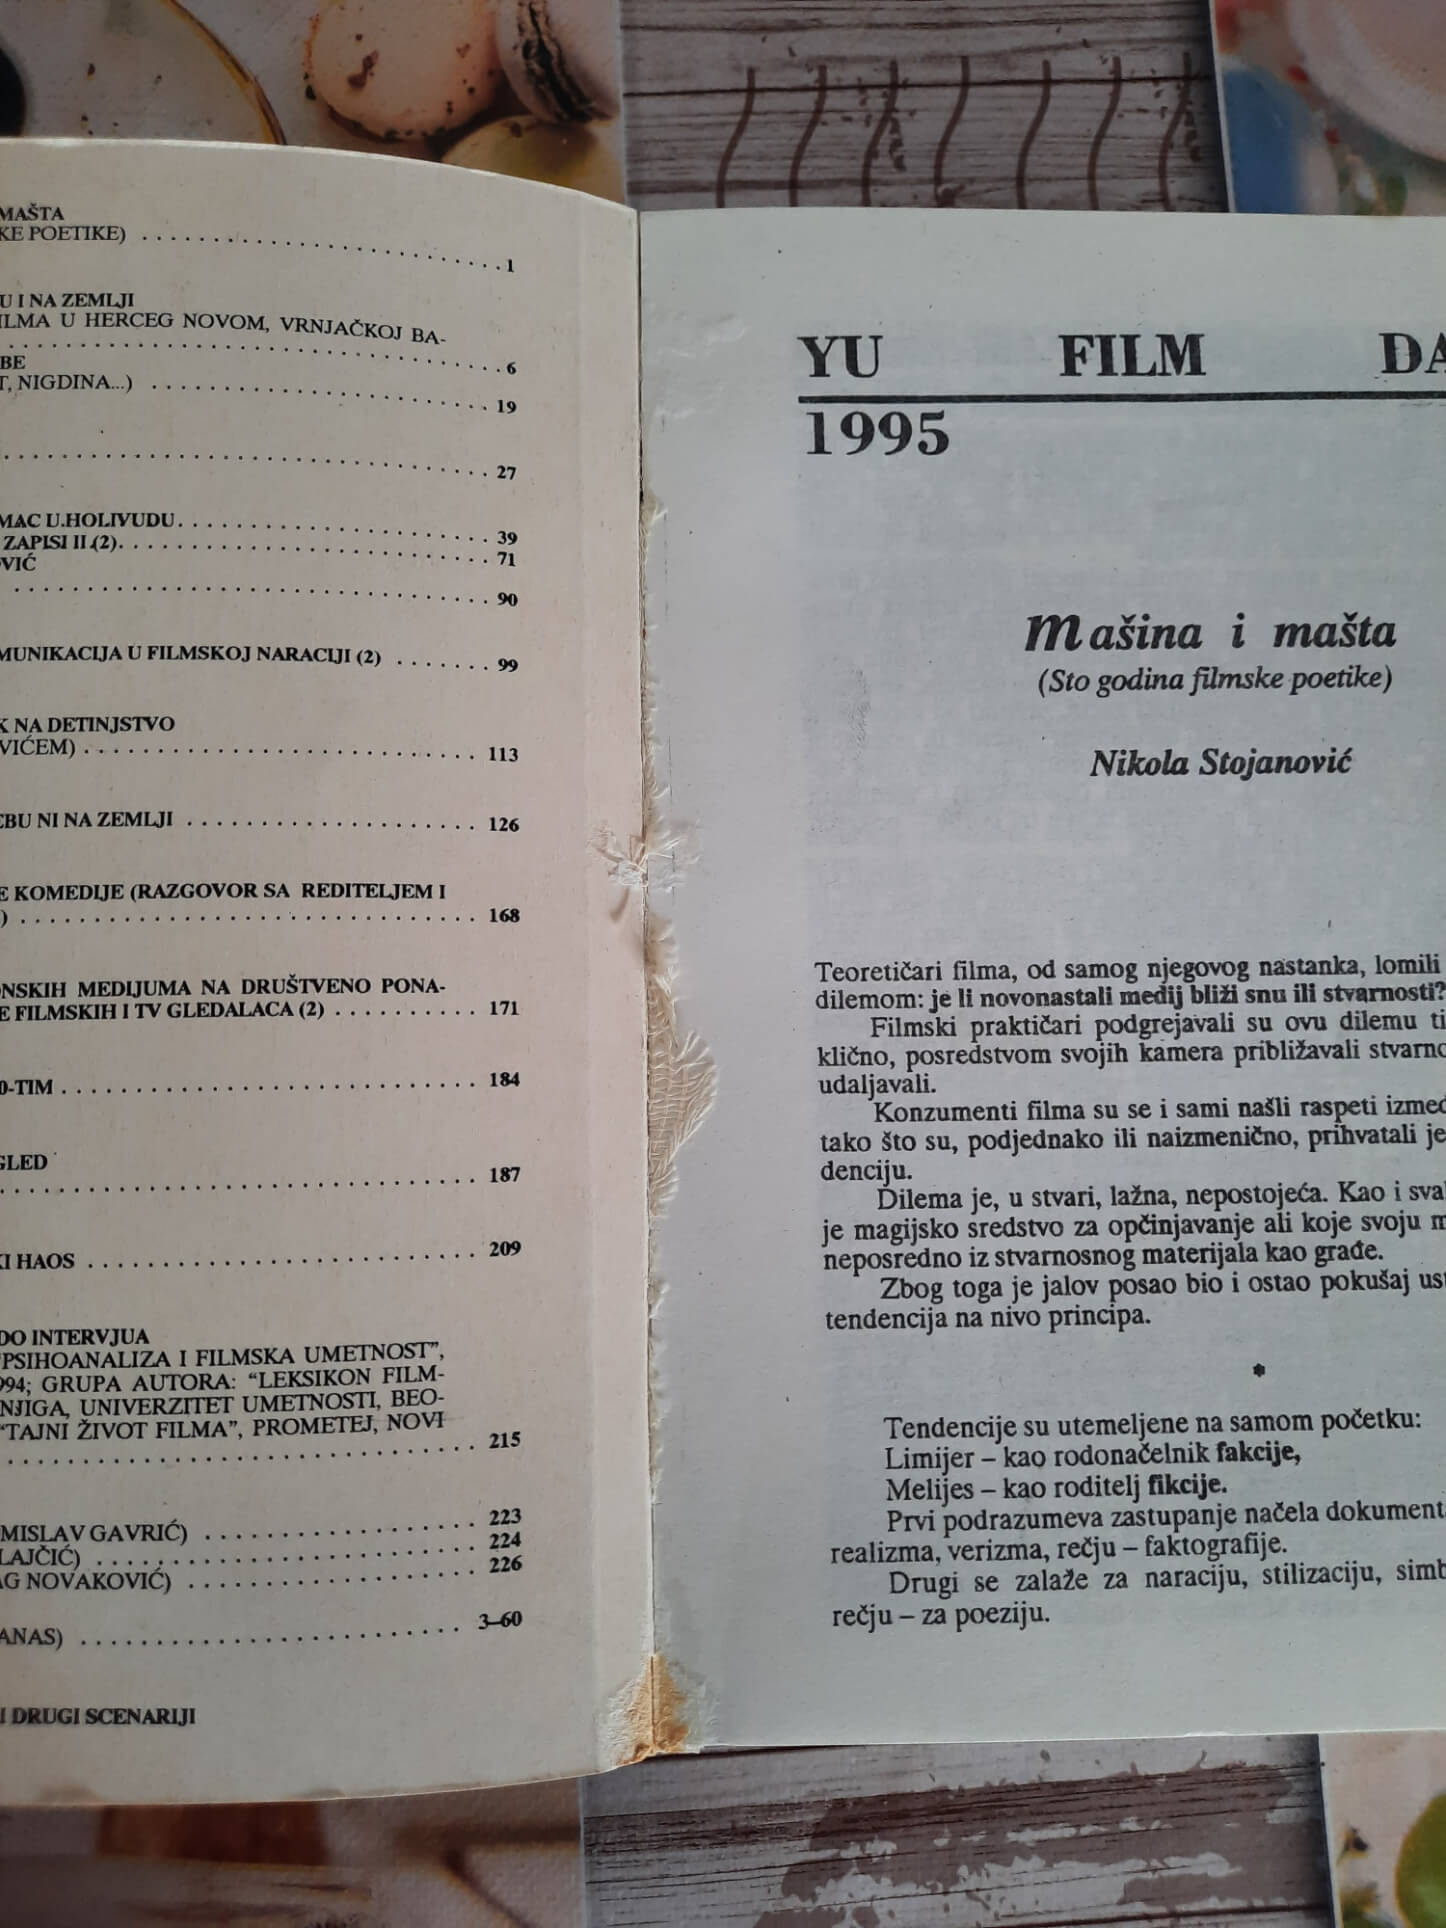 MAŠTA
KE POETIKE) . . . . . . . . . . . . . . . . . . . . . . . . . . . . . . 1
U I NA ZEMLJI
ILMA U HERCEG NOVOM, VRNJAČKOJ BA-
. . . . . . . . . . . . . . . . . . . . . . . . . . . . . . 6
BE
T, NIGDINA...) . . . . . . . . . . . . . . . . . . . . . . . . . . . . 19
. . . . . . . . . . . . . . . . . . . . . . . . . . . . . . 27
MAC U.HOLIVUDU. . . . . . . . . . . . . . . . . . . . . . . . . 39
ZAPISI II.(2). . . . . . . . . . . . . . . . . . . . . . . . . . . . . 71
VIĆ
. . . . . . . . . . . . . . . . . . . . . . . . . . . . . . 90
MUNIKACIJA U FILMSKOJ NARACIJI (2) . . . . . . . 99
K NA DETINJSTVO
VIĆEM) . . . . . . . . . . . . . . . . . . . . . . . . . . . . . . 113
EBU NI NA ZEMLJI . . . . . . . . . . . . . . . . . . . . . . 126
E KOMEDIJE (RAZGOVOR SA REDITELJEM I
) . . . . . . . . . . . . . . . . . . . . . . . . . . . . . . 168
NSKIH MEDIJUMA NA DRUŠTVENO PONA-
E FILMSKIH I TV GLEDALACA (2) . . . . . . . . . . . 171
O-TIM . . . . . . . . . . . . . . . . . . . . . . . . . . . . . . 184
GLED
. . . . . . . . . . . . . . . . . . . . . . . . . . . . . . 187
KI HAOS . . . . . . . . . . . . . . . . . . . . . . . . . . . . . 209
DO INTERVJUA
"PSIHOANALIZA I FILMSKA UMETNOST",
994; GRUPA AUTORA: "LEKSIKON FILM-
NJIGA, UNIVERZITET UMETNOSTI, BEO-
"TAJNI ŽIVOT FILMA", PROMETEJ, NOVI
. . . . . . . . . . . . . . . . . . . . . . . . . . . . . . 215
MISLAV GAVRIĆ) . . . . . . . . . . . . . . . . . . . . . 223
LAJČIĆ) . . . . . . . . . . . . . . . . . . . . . . . . . . . . . 224
AG NOVAKOVIĆ) . . . . . . . . . . . . . . . . . . . . . . 226
ANAS) . . . . . . . . . . . . . . . . . . . . . . . . . . . . . 3–60
I DRUGI SCENARIJI
YU FILM DA
1995
Mašina i mašta
(Sto godina filmske poetike)
Nikola Stojanović
Teoretičari filma, od samog njegovog nastanka, lomili
dilemom: je li novonastali medij bliži snu ili stvarnosti?
Filmski praktičari podgrejavali su ovu dilemu ti
klično, posredstvom svojih kamera približavali stvarno
udaljavali.
Konzumenti filma su se i sami našli raspeti izmeđ
tako što su, podjednako ili naizmenično, prihvatali je
denciju.
Dilema je, u stvari, lažna, nepostojeća. Kao i sva
je magijsko sredstvo za opčinjavanje ali koje svoju m
neposredno iz stvarnosnog materijala kao građe.
Zbog toga je jalov posao bio i ostao pokušaj ust
tendencija na nivo principa.
*
Tendencije su utemeljene na samom početku:
Limijer – kao rodonačelnik fakcije,
Melijes – kao roditelj fikcije.
Prvi podrazumeva zastupanje načela dokument
realizma, verizma, rečju – faktografije.
Drugi se zalaže za naraciju, stilizaciju, simb
rečju – za poeziju.